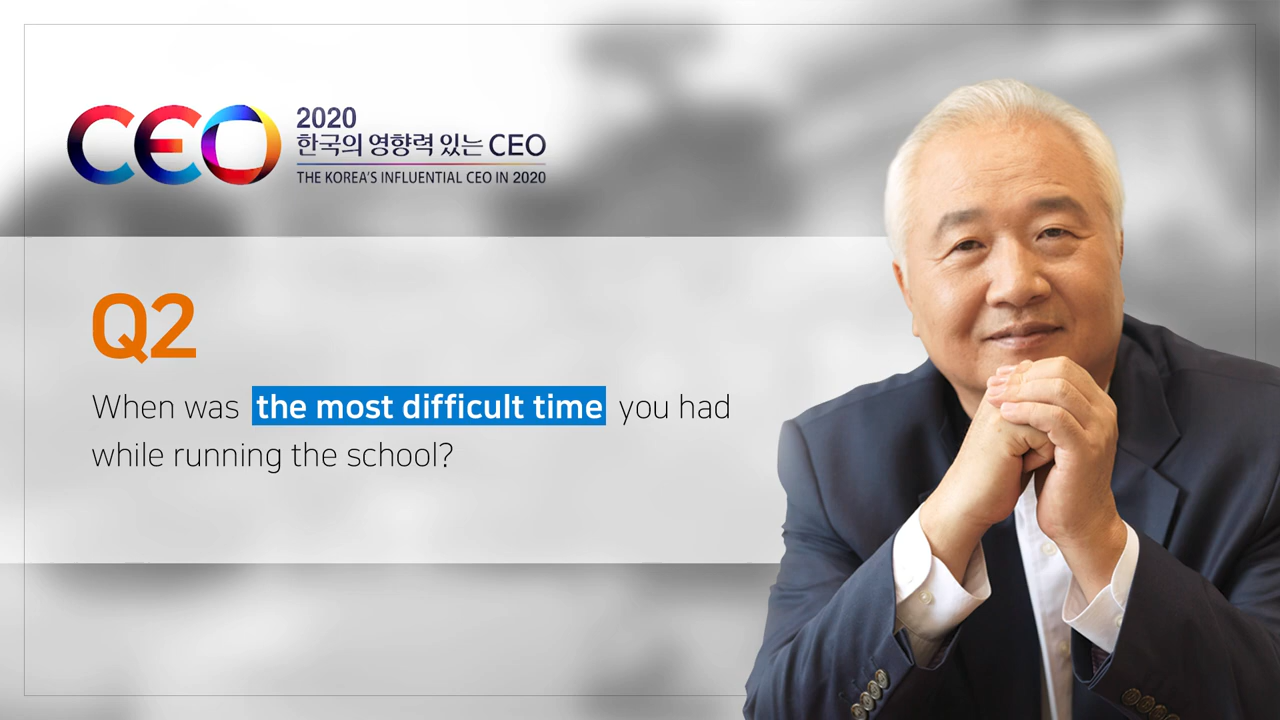 CEO
2020
한국의 영향력 있는 CEO
THE KOREA'S INFLUENTIAL CEO IN 2020
Q2
When was the most difficult time you had
while running the school?